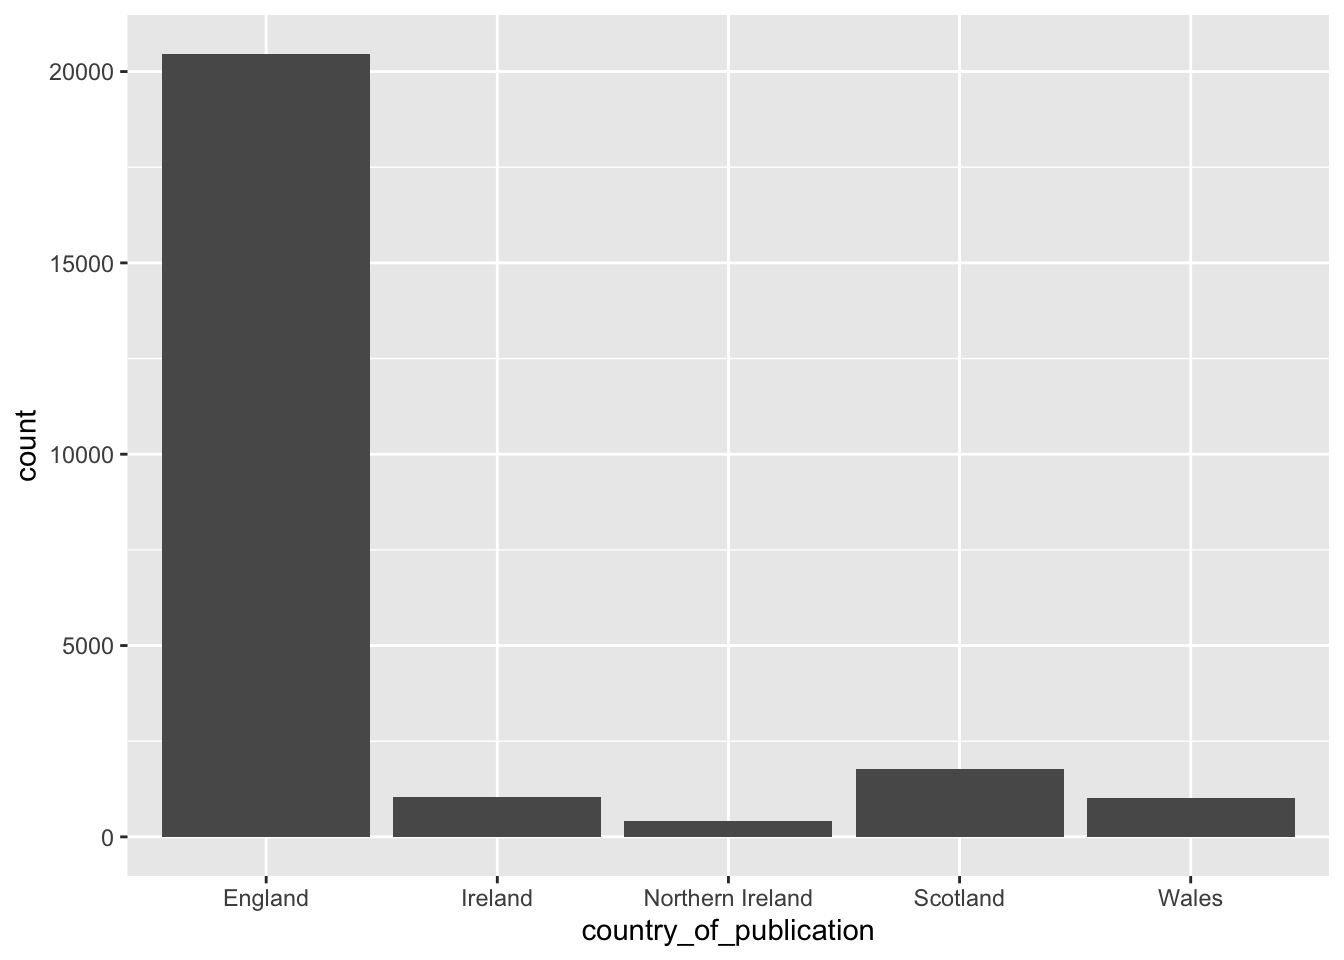 count
20000
15000
10000
5000
0
England Ireland Northern Ireland Scotland Wales
country_of_publication